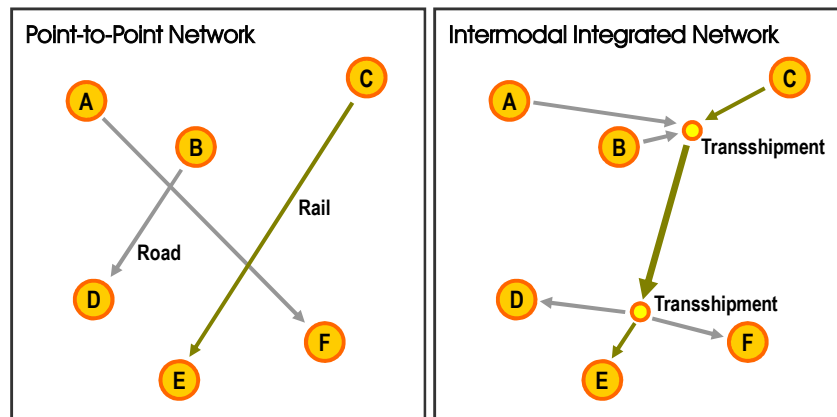 Point-to-Point Network
A
C
B
Rail
Road
D
F
E
Intermodal Integrated Network
C
A
B
Transshipment
D
Transshipment
F
E